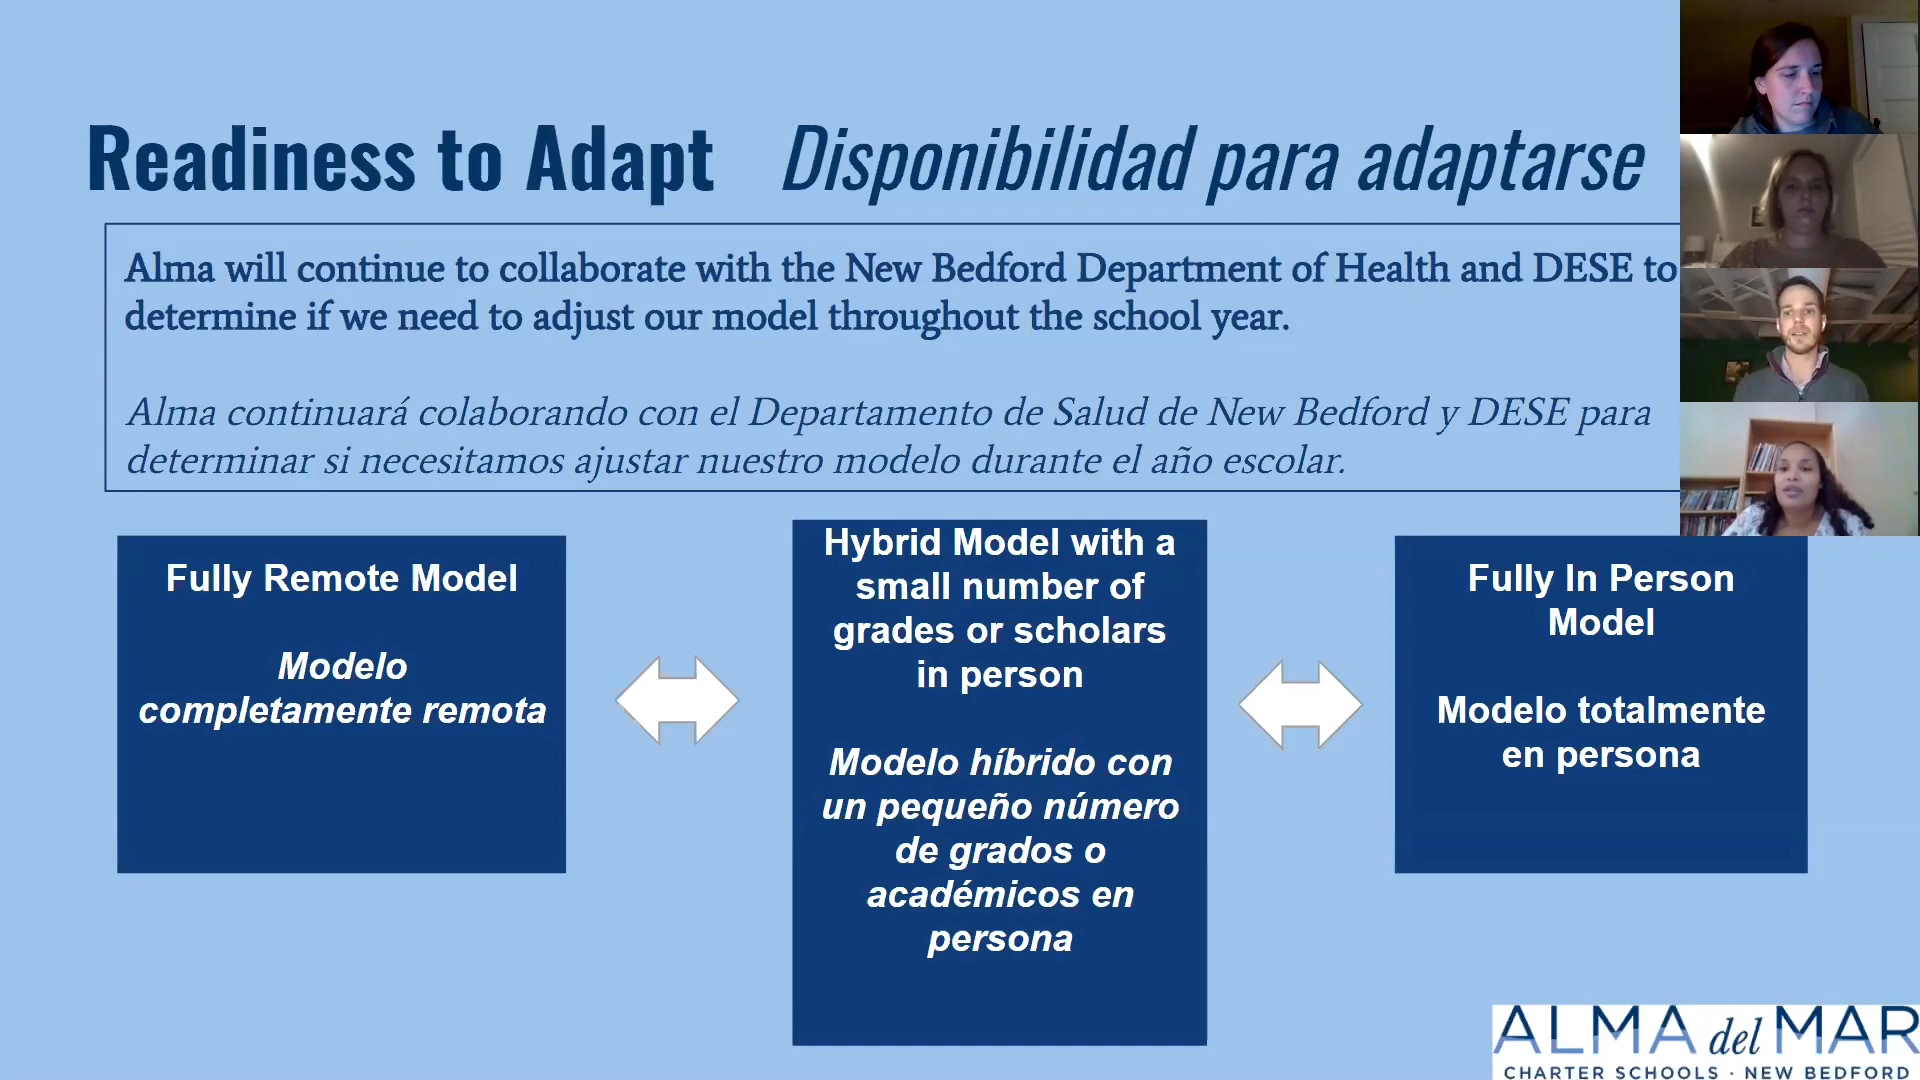 Readiness to Adapt Disponibilidad para adaptarse
Alma will continue to collaborate with the New Bedford Department of Health and DESE to
determine if we need to adjust our model throughout the school year.
Alma continuará colaborando con el Departamento de Salud de New Bedford y DESE para
determinar si necesitamos ajustar nuestro modelo durante el año escolar.
Fully Remote Model
Modelo
completamente remota
Hybrid Model with a
small number of
grades or scholars
in person
Modelo híbrido con
un pequeño número
de grados o
académicos en
persona
Fully In Person
Model
Modelo totalmente
en persona
ALMA del MAR
CHARTER SCHOOLS · NEW BEDFORD